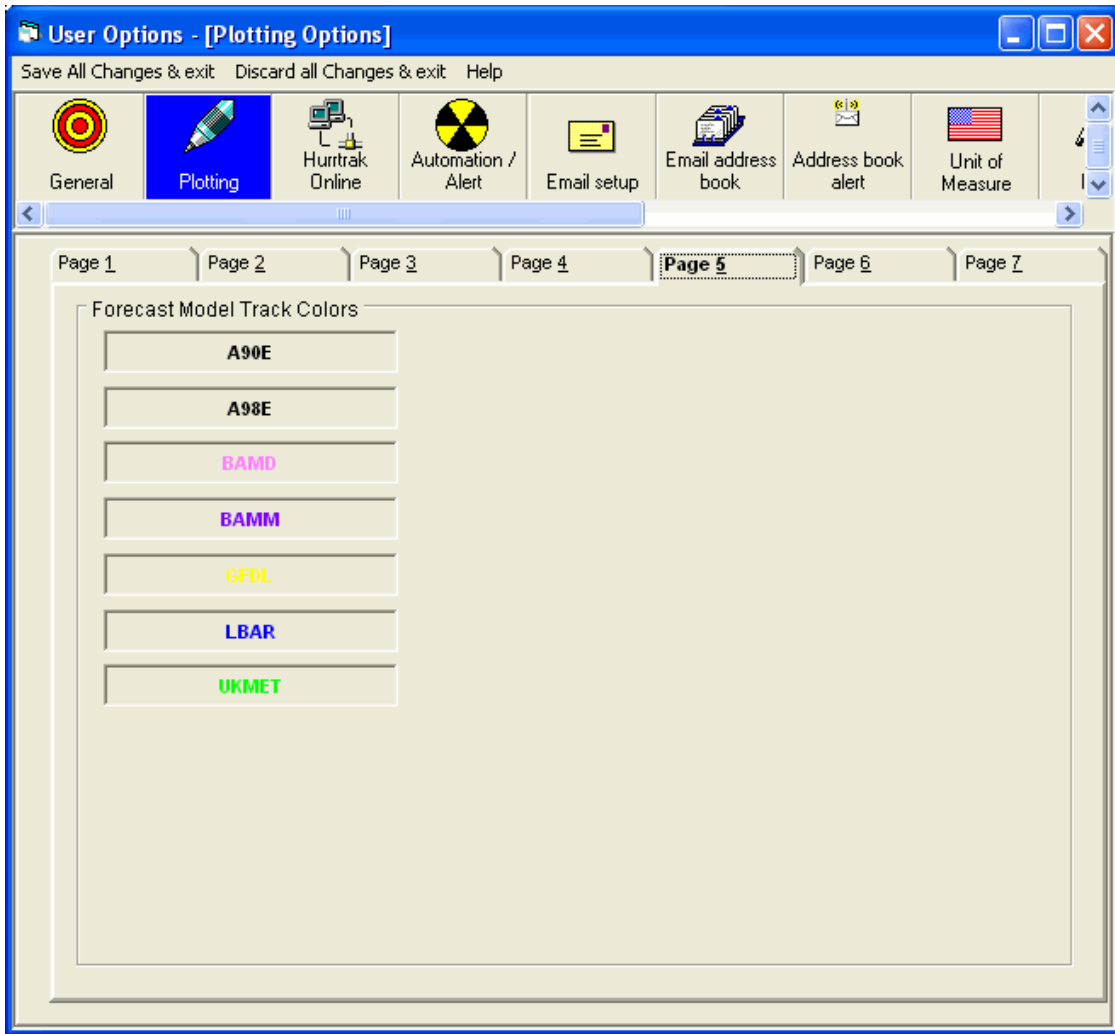 User Options - [Plotting Options]
Save All Changes & exit Discard all Changes & exit Help
General
Plotting
Hurrtrak
Online
Automation /
Alert
Email setup
Email address
book
Address book
alert
Unit of
Measure
Page 1 Page 2 Page 3 Page 4 Page 5 Page 6 Page 7
Forecast Model Track Colors
A90E
A98E
BAMD
BAMM
GFDL
LBAR
UKMET